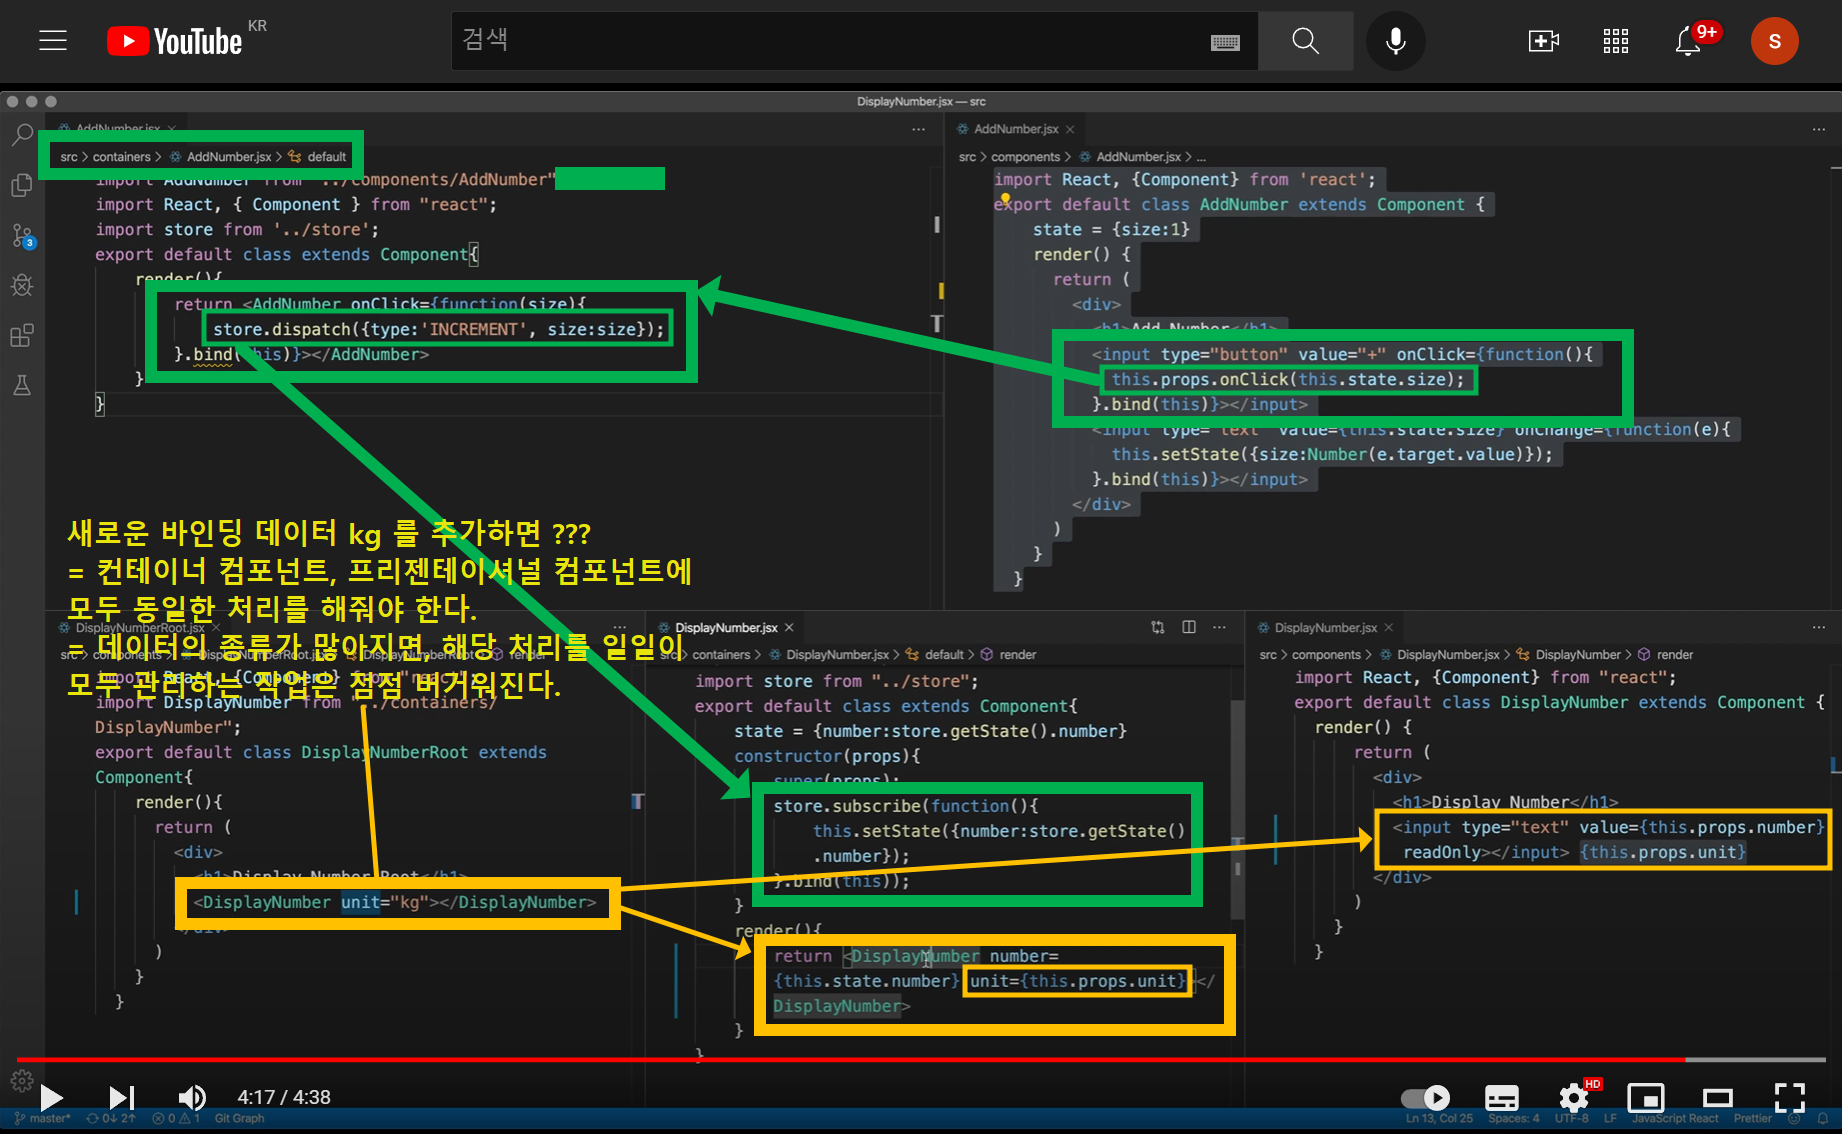 YouTube KR
검색
9+
S
DisplayNumber.jsx — src
AddNumber.jsx
src > containers > AddNumber.jsx > default
import AddNumber from "../components/AddNumber"
import React, { Component } from "react";
import store from '../store';
export default class extends Component{
render(){
return <AddNumber onClick={function(size){
store.dispatch({type:'INCREMENT', size:size});
}.bind(this)}></AddNumber>
}
}
AddNumber.jsx
src > components > AddNumber.jsx > ...
import React, {Component} from 'react';
export default class AddNumber extends Component {
state = {size:1}
render() {
return (
<div>
<h1>Add Number</h1>
<input type="button" value="+" onClick={function(){
this.props.onClick(this.state.size);
}.bind(this)}></input>
<input type="text" value={this.state.size} onChange={function(e){
this.setState({size:Number(e.target.value)});
}.bind(this)}></input>
</div>
)
}
}
3
새로운 바인딩 데이터 kg 를 추가하면 ???
= 컨테이너 컴포넌트, 프리젠테이셔널 컴포넌트에
모두 동일한 처리를 해줘야 한다.
= 데이터의 종류가 많아지면, 해당 처리를 일일이
모두 관리하는 작업은 점점 버거워진다.
DisplayNumberRoot.jsx
src > components > DisplayNumberRoot.jsx > DisplayNumberRoot > render
import React, {Component} from "react";
import DisplayNumber from "../containers/
DisplayNumber";
export default class DisplayNumberRoot extends
Component{
render(){
return (
<div>
<h1>Display Number Root</h1>
<DisplayNumber unit="kg"></DisplayNumber>
</div>
)
}
}
DisplayNumber.jsx
src > containers > DisplayNumber.jsx > default > render
import store from "../store";
export default class extends Component{
state = {number:store.getState().number}
constructor(props){
super(props);
store.subscribe(function(){
this.setState({number:store.getState()
.number});
}.bind(this));
}
render(){
return <DisplayNumber number=
{this.state.number} unit={this.props.unit}></
DisplayNumber>
}
}
DisplayNumber.jsx
src > components > DisplayNumber.jsx > DisplayNumber > render
import React, {Component} from "react";
export default class DisplayNumber extends Component {
render() {
return (
<div>
<h1>Display Number</h1>
<input type="text" value={this.props.number}
readOnly></input> {this.props.unit}
</div>
)
}
}
4:17 / 4:38
HD
master* 0↓ 2↑ 0 1 Git Graph
Ln 13, Col 25 Spaces: 4 UTF-8 LF JavaScript React Prettier